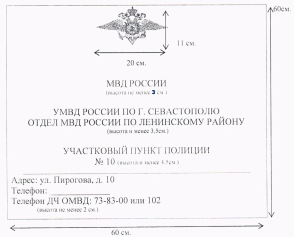 60см.
11 см.
20 см.
МВД РОССИИ
(высота не менее 3 см.)
УМВД РОССИИ ПО Г. СЕВАСТОПОЛЮ
ОТДЕЛ МВД РОССИИ ПО ЛЕНИНСКОМУ РАЙОНУ
(высота не менее 3,5см.)
УЧАСТКОВЫЙ ПУНКТ ПОЛИЦИИ
№ 10 (высота не менее 4,5см.)
Адрес: ул. Пирогова, д. 10
Телефон:
Телефон ДЧ ОМВД: 73-83-00 или 102
(высота не менее 2 см.)
60 см.